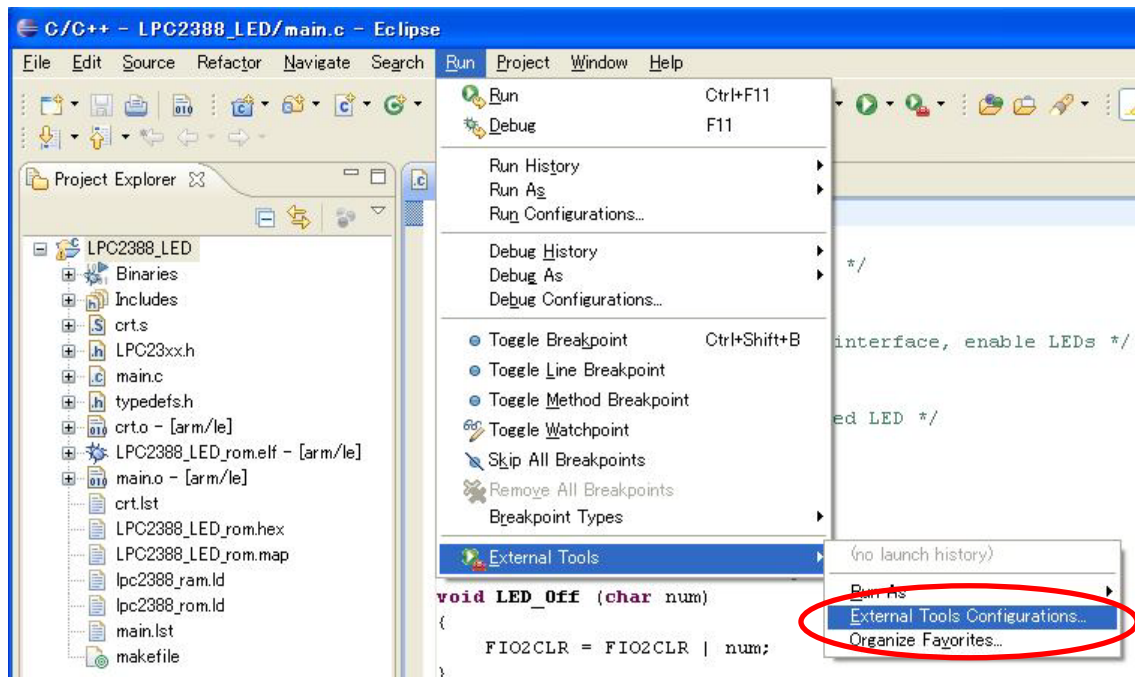 C/C++ - LPC2388_LED/main.c - Eclipse
File Edit Source Refactor Navigate Search Run Project Window Help
Run Ctrl+F11
Debug F11
Run History
Run As
Run Configurations...
Debug History
Debug As
Debug Configurations...
Toggle Breakpoint Ctrl+Shift+B
Toggle Line Breakpoint
Toggle Method Breakpoint
Toggle Watchpoint
Skip All Breakpoints
Remove All Breakpoints
Breakpoint Types
External Tools
(no launch history)
Run As
External Tools Configurations...
Organize Favorites...
Project Explorer
LPC2388_LED
Binaries
Includes
crt.s
LPC23xx.h
main.c
typedefs.h
crt.o - [arm/le]
LPC2388_LED_rom.elf - [arm/le]
main.o - [arm/le]
crt.lst
LPC2388_LED_rom.hex
LPC2388_LED_rom.map
lpc2388_ram.ld
lpc2388_rom.ld
main.lst
makefile
*/
interface, enable LEDs */
ed LED */
void LED_Off (char num)
{
FIO2CLR = FIO2CLR | num;
}